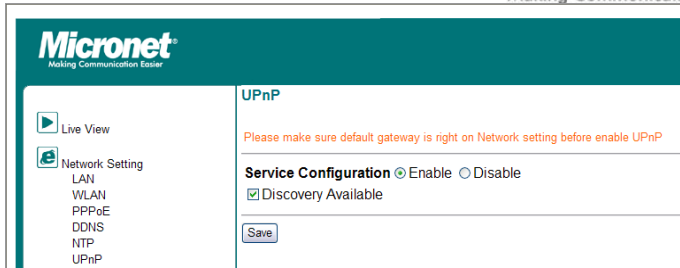 Micronet
Making Communication Easier
Live View
Network Setting
LAN
WLAN
PPPoE
DDNS
NTP
UPnP
UPnP
Please make sure default gateway is right on Network setting before enable UPnP
Service Configuration Enable Disable
Discovery Available
Save